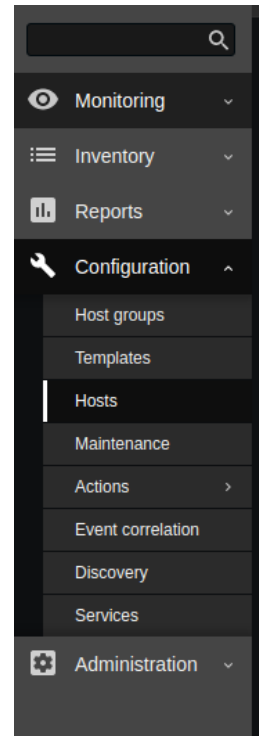 Monitoring
Inventory
Reports
Configuration
Host groups
Templates
Hosts
Maintenance
Actions
Event correlation
Discovery
Services
Administration